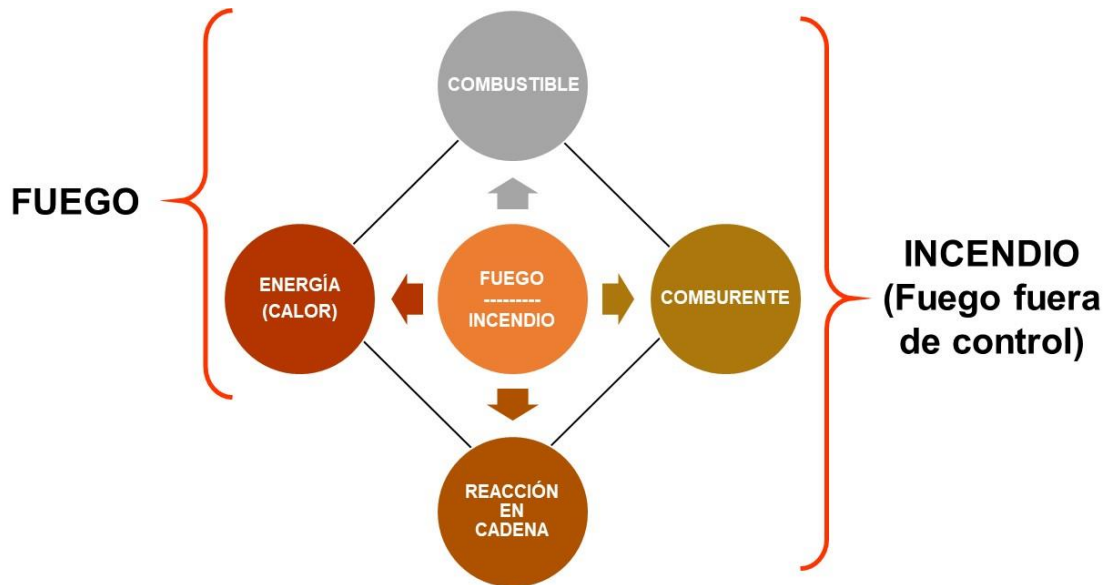 COMBUSTIBLE
FUEGO
ENERGÍA
(CALOR)
FUEGO
---------
INCENDIO
COMBURENTE
INCENDIO
(Fuego fuera
de control)
REACCIÓN
EN
CADENA